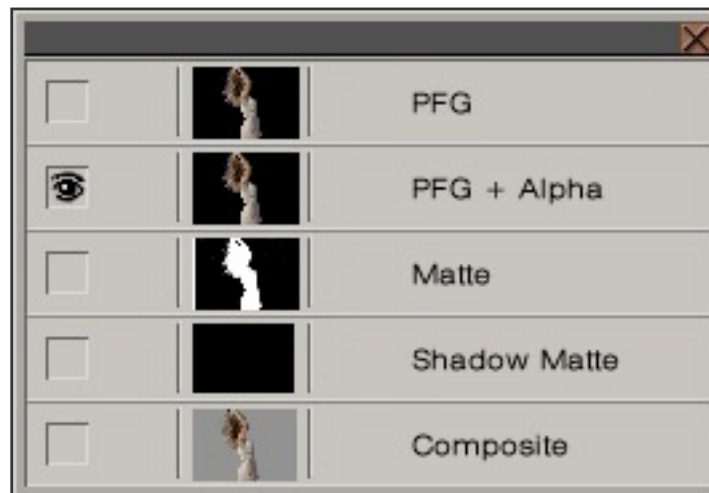 PFG
PFG + Alpha
Matte
Shadow Matte
Composite